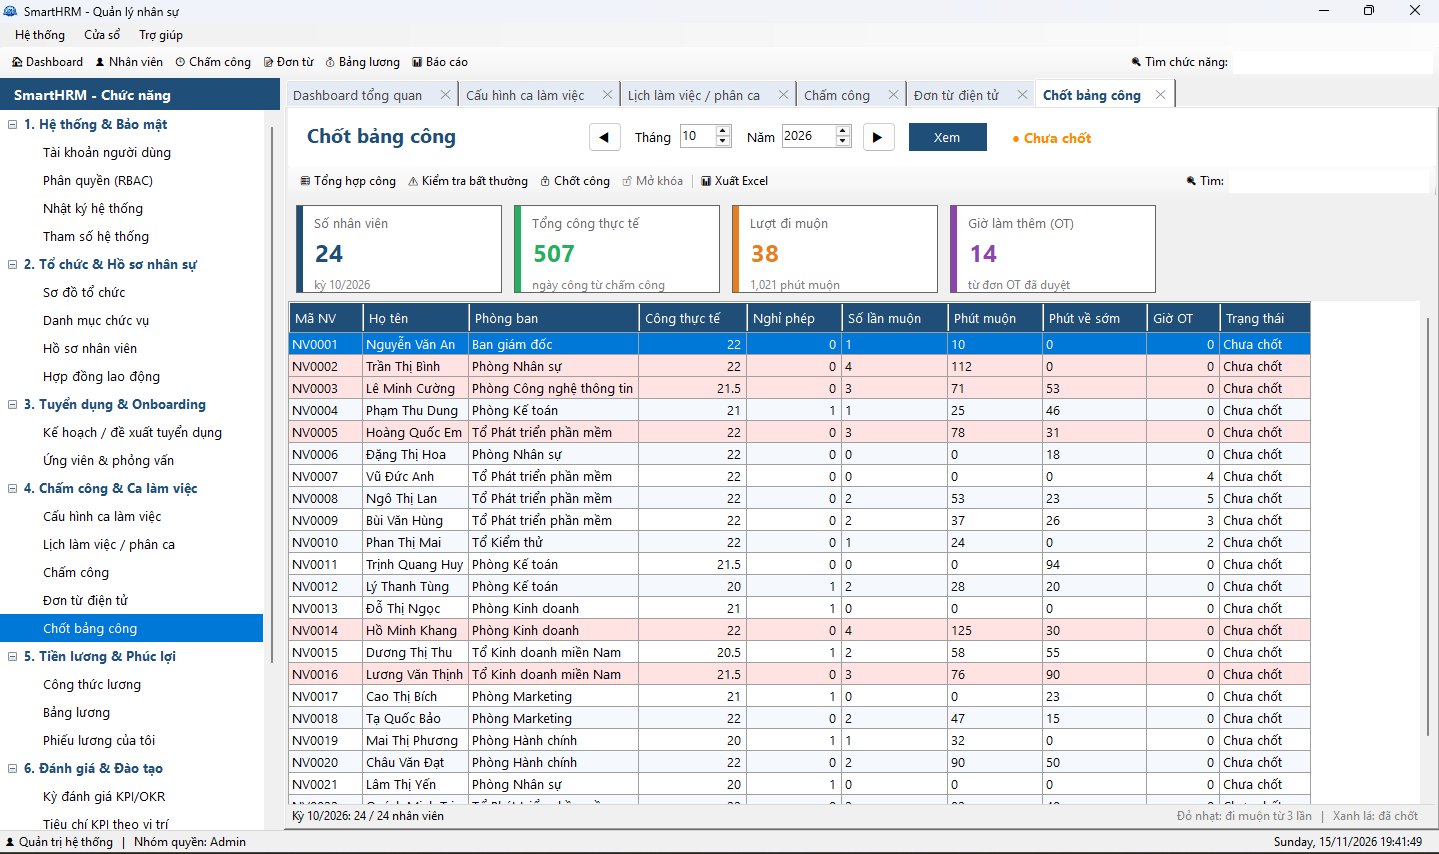 SmartHRM - Quản lý nhân sự
Hệ thống Cửa sổ Trợ giúp
Dashboard Nhân viên Chấm công Đơn từ Bảng lương Báo cáo Tìm chức năng:
SmartHRM - Chức năng
1. Hệ thống & Bảo mật
Tài khoản người dùng
Phân quyền (RBAC)
Nhật ký hệ thống
Tham số hệ thống
2. Tổ chức & Hồ sơ nhân sự
Sơ đồ tổ chức
Danh mục chức vụ
Hồ sơ nhân viên
Hợp đồng lao động
3. Tuyển dụng & Onboarding
Kế hoạch / đề xuất tuyển dụng
Ứng viên & phỏng vấn
4. Chấm công & Ca làm việc
Cấu hình ca làm việc
Lịch làm việc / phân ca
Chấm công
Đơn từ điện tử
Chốt bảng công
5. Tiền lương & Phúc lợi
Công thức lương
Bảng lương
Phiếu lương của tôi
6. Đánh giá & Đào tạo
Kỳ đánh giá KPI/OKR
Tiêu chí KPI theo vị trí
Dashboard tổng quan Cấu hình ca làm việc Lịch làm việc / phân ca Chấm công Đơn từ điện tử Chốt bảng công
Chốt bảng công ◀ Tháng 10 Năm 2026 ▶ Xem ● Chưa chốt
Tổng hợp công Kiểm tra bất thường Chốt công Mở khóa | Xuất Excel Tìm:
Số nhân viên
24
kỳ 10/2026
Tổng công thực tế
507
ngày công từ chấm công
Lượt đi muộn
38
1,021 phút muộn
Giờ làm thêm (OT)
14
từ đơn OT đã duyệt
Mã NV Họ tên Phòng ban Công thực tế Nghỉ phép Số lần muộn Phút muộn Phút về sớm Giờ OT Trạng thái
NV0001 Nguyễn Văn An Ban giám đốc 22 0 1 10 0 0 Chưa chốt
NV0002 Trần Thị Bình Phòng Nhân sự 22 0 4 112 0 0 Chưa chốt
NV0003 Lê Minh Cường Phòng Công nghệ thông tin 21.5 0 3 71 53 0 Chưa chốt
NV0004 Phạm Thu Dung Phòng Kế toán 21 1 1 25 46 0 Chưa chốt
NV0005 Hoàng Quốc Em Tổ Phát triển phần mềm 22 0 3 78 31 0 Chưa chốt
NV0006 Đặng Thị Hoa Phòng Nhân sự 22 0 0 0 18 0 Chưa chốt
NV0007 Vũ Đức Anh Tổ Phát triển phần mềm 22 0 0 0 0 4 Chưa chốt
NV0008 Ngô Thị Lan Tổ Phát triển phần mềm 22 0 2 53 23 5 Chưa chốt
NV0009 Bùi Văn Hùng Tổ Phát triển phần mềm 22 0 2 37 26 3 Chưa chốt
NV0010 Phan Thị Mai Tổ Kiểm thử 22 0 1 24 0 2 Chưa chốt
NV0011 Trịnh Quang Huy Phòng Kế toán 21.5 0 0 0 94 0 Chưa chốt
NV0012 Lý Thanh Tùng Phòng Kế toán 20 1 2 28 20 0 Chưa chốt
NV0013 Đỗ Thị Ngọc Phòng Kinh doanh 21 1 0 0 0 0 Chưa chốt
NV0014 Hồ Minh Khang Phòng Kinh doanh 22 0 4 125 30 0 Chưa chốt
NV0015 Dương Thị Thu Tổ Kinh doanh miền Nam 20.5 1 2 58 55 0 Chưa chốt
NV0016 Lương Văn Thịnh Tổ Kinh doanh miền Nam 21.5 0 3 76 90 0 Chưa chốt
NV0017 Cao Thị Bích Phòng Marketing 21 1 0 0 23 0 Chưa chốt
NV0018 Tạ Quốc Bảo Phòng Marketing 22 0 2 47 15 0 Chưa chốt
NV0019 Mai Thị Phương Phòng Hành chính 20 1 1 32 0 0 Chưa chốt
NV0020 Châu Văn Đạt Phòng Hành chính 22 0 2 90 50 0 Chưa chốt
NV0021 Lâm Thị Yến Phòng Nhân sự 20 1 0 0 0 0 Chưa chốt
Kỳ 10/2026: 24 / 24 nhân viên Đỏ nhạt: đi muộn từ 3 lần | Xanh lá: đã chốt
Quản trị hệ thống | Nhóm quyền: Admin Sunday, 15/11/2026 19:41:49